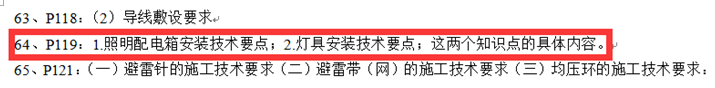 63、P118：（2）导线敷设要求
64、P119：1.照明配电箱安装技术要点；2.灯具安装技术要点；这两个知识点的具体内容。
65、P121：（一）避雷针的施工技术要求（二）避雷带（网）的施工技术要求（三）均压环的施工技术要求：